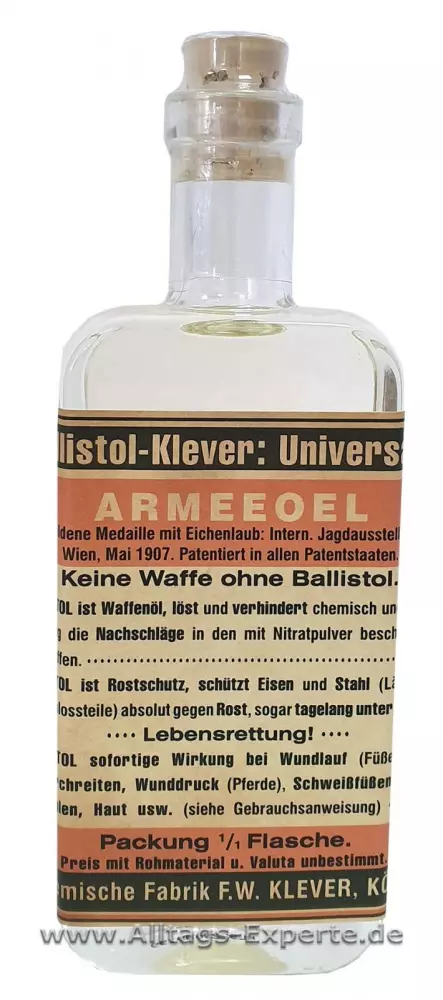 llistol-Klever: Univers
ARMEEOEL
ldene Medaille mit Eichenlaub: Intern. Jagdausstell
Wien, Mai 1907. Patentiert in allen Patentstaaten.
Keine Waffe ohne Ballistol.
TOL ist Waffenöl, löst und verhindert chemisch un
g die Nachschläge in den mit Nitratpulver besch
ffen.
TOL ist Rostschutz, schützt Eisen und Stahl (Lä
lossteile) absolut gegen Rost, sogar tagelang unter
···· Lebensrettung! ····
TOL sofortige Wirkung bei Wundlauf (Füße
rchreiten, Wunddruck (Pferde), Schweißfüßen
len, Haut usw. (siehe Gebrauchsanweisung)
Packung 1/1 Flasche.
Preis mit Rohmaterial u. Valuta unbestimmt.
emische Fabrik F.W. KLEVER, KÖ
www.Alltags-Experte.de